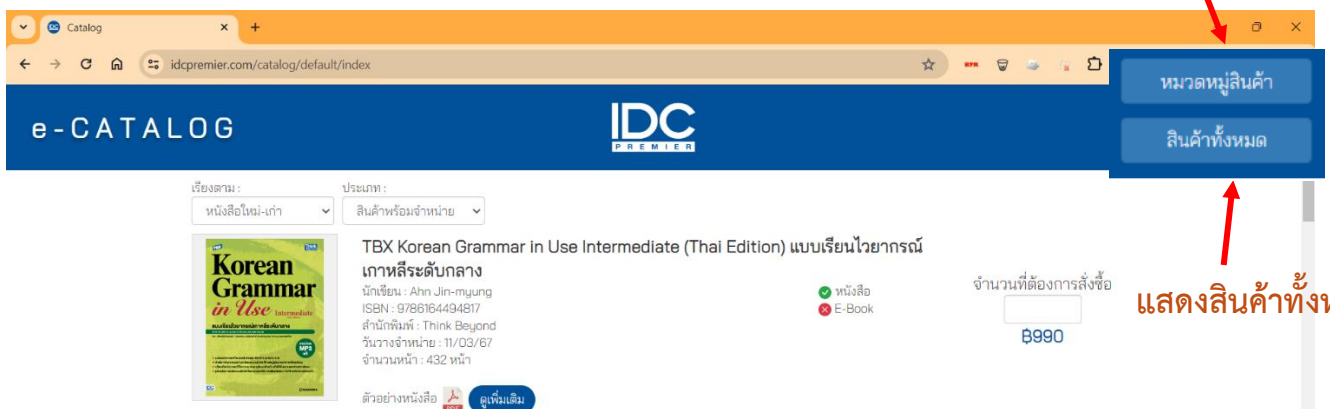 Catalog
idcpremier.com/catalog/default/index
e-CATALOG
IDC
PREMIER
หมวดหมู่สินค้า
สินค้าทั้งหมด
เรียงตาม :
ประเภท :
หนังสือใหม่-เก่า
สินค้าพร้อมจำหน่าย
Korean
Grammar
in Use Intermediate
MP3
TBX Korean Grammar in Use Intermediate (Thai Edition) แบบเรียนไวยากรณ์
เกาหลีระดับกลาง
นักเขียน : Ahn Jin-myung
ISBN : 9786164494817
สำนักพิมพ์ : Think Beyond
วันวางจำหน่าย : 11/03/67
จำนวนหน้า : 432 หน้า
หนังสือ
E-Book
จำนวนที่ต้องการสั่งซื้อ
฿990
แสดงสินค้าทั้งห
ตัวอย่างหนังสือ
ดูเพิ่มเติม